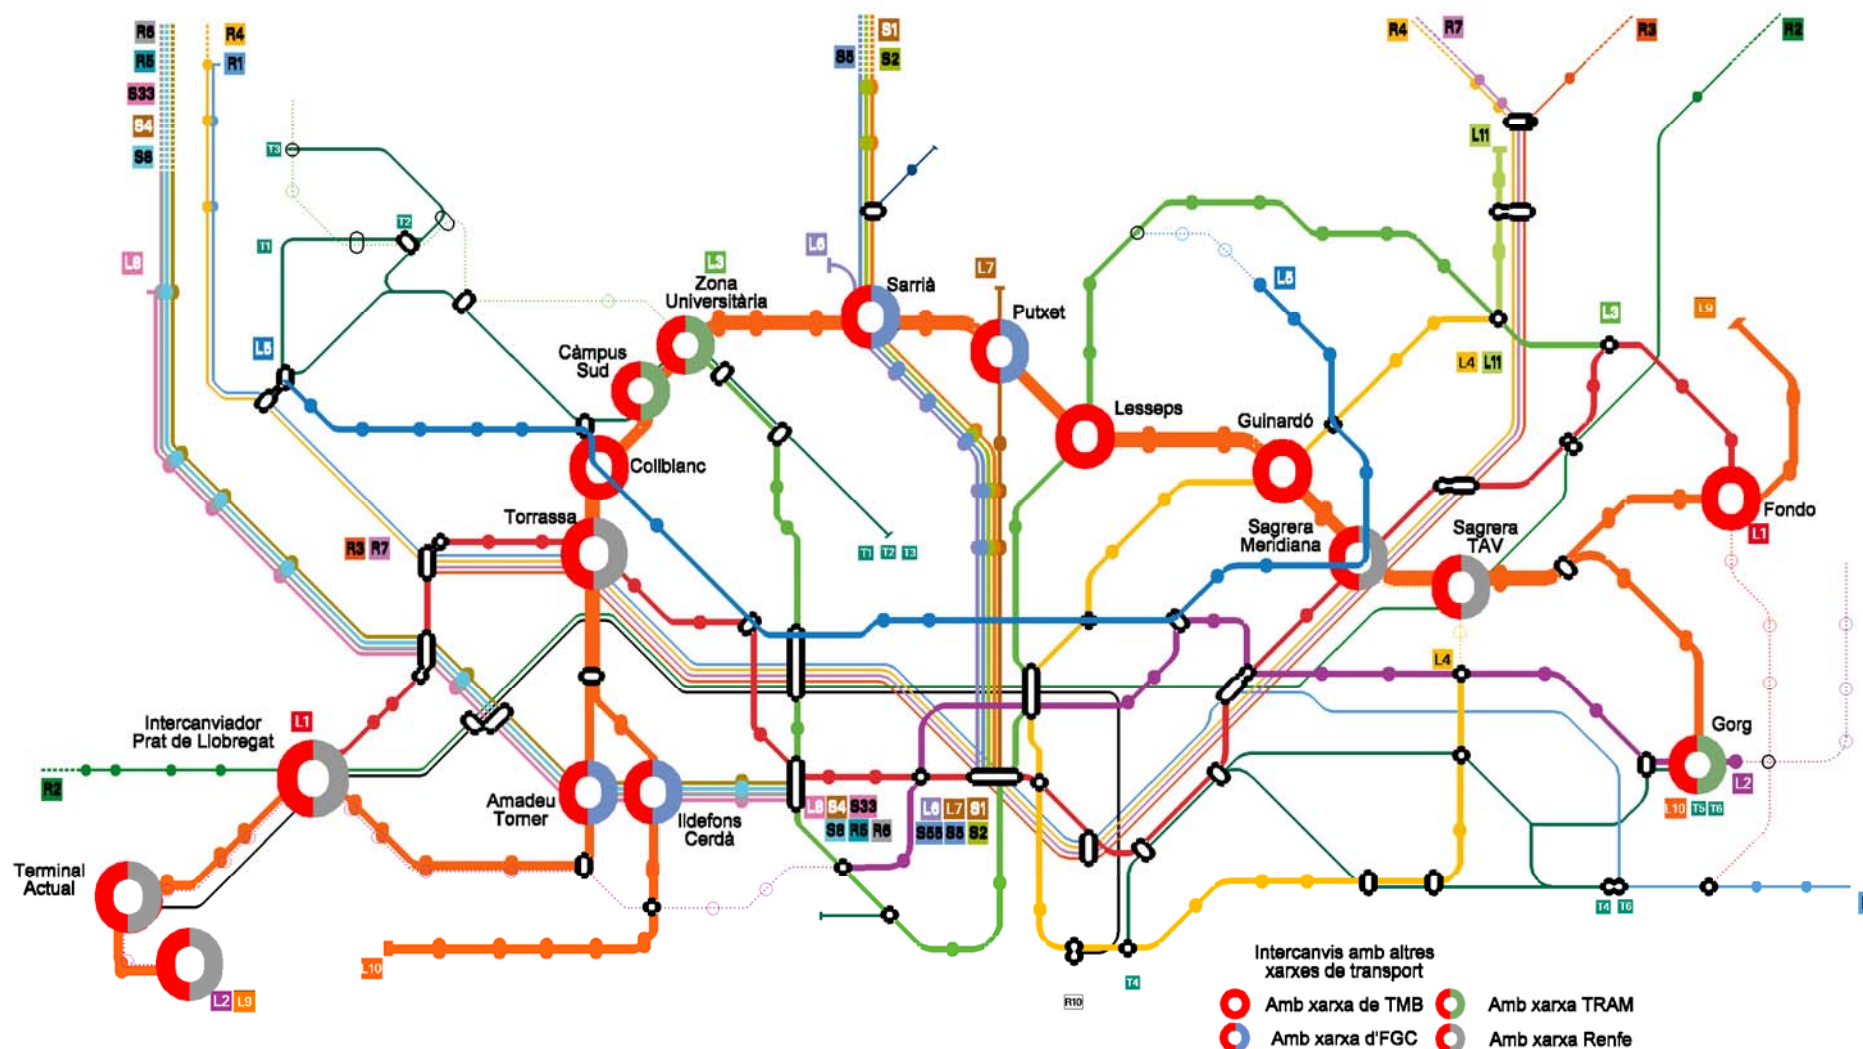 R6
R5
S33
S4
S8
R4
R1
S5
S1
S2
R4
R7
R3
R2
L11
T3
T2
T1
L8
L6
L3
Zona
Universitària
Sarrià
L7
Putxet
L5
L3
L9
L5
Càmpus
Sud
Lesseps
Guinardó
L4 L11
Collblanc
Torrassa
R3 R7
T1 T2 T3
Sagrera
Meridiana
Sagrera
TAV
Fondo
L1
L4
Intercanviador
Prat de Llobregat
L1
R2
Gorg
L2
L10 T5 T6
Amadeu
Torner
Ildefons
Cerdà
L8 S4 S33
S8 R5 R6
L6 L7 S1
S55 S5 S2
Terminal
Actual
L2 L9
L10
R10
T4
T4 T6
Intercanvis amb altres
xarxes de transport
Amb xarxa de TMB
Amb xarxa TRAM
Amb xarxa d'FGC
Amb xarxa Renfe